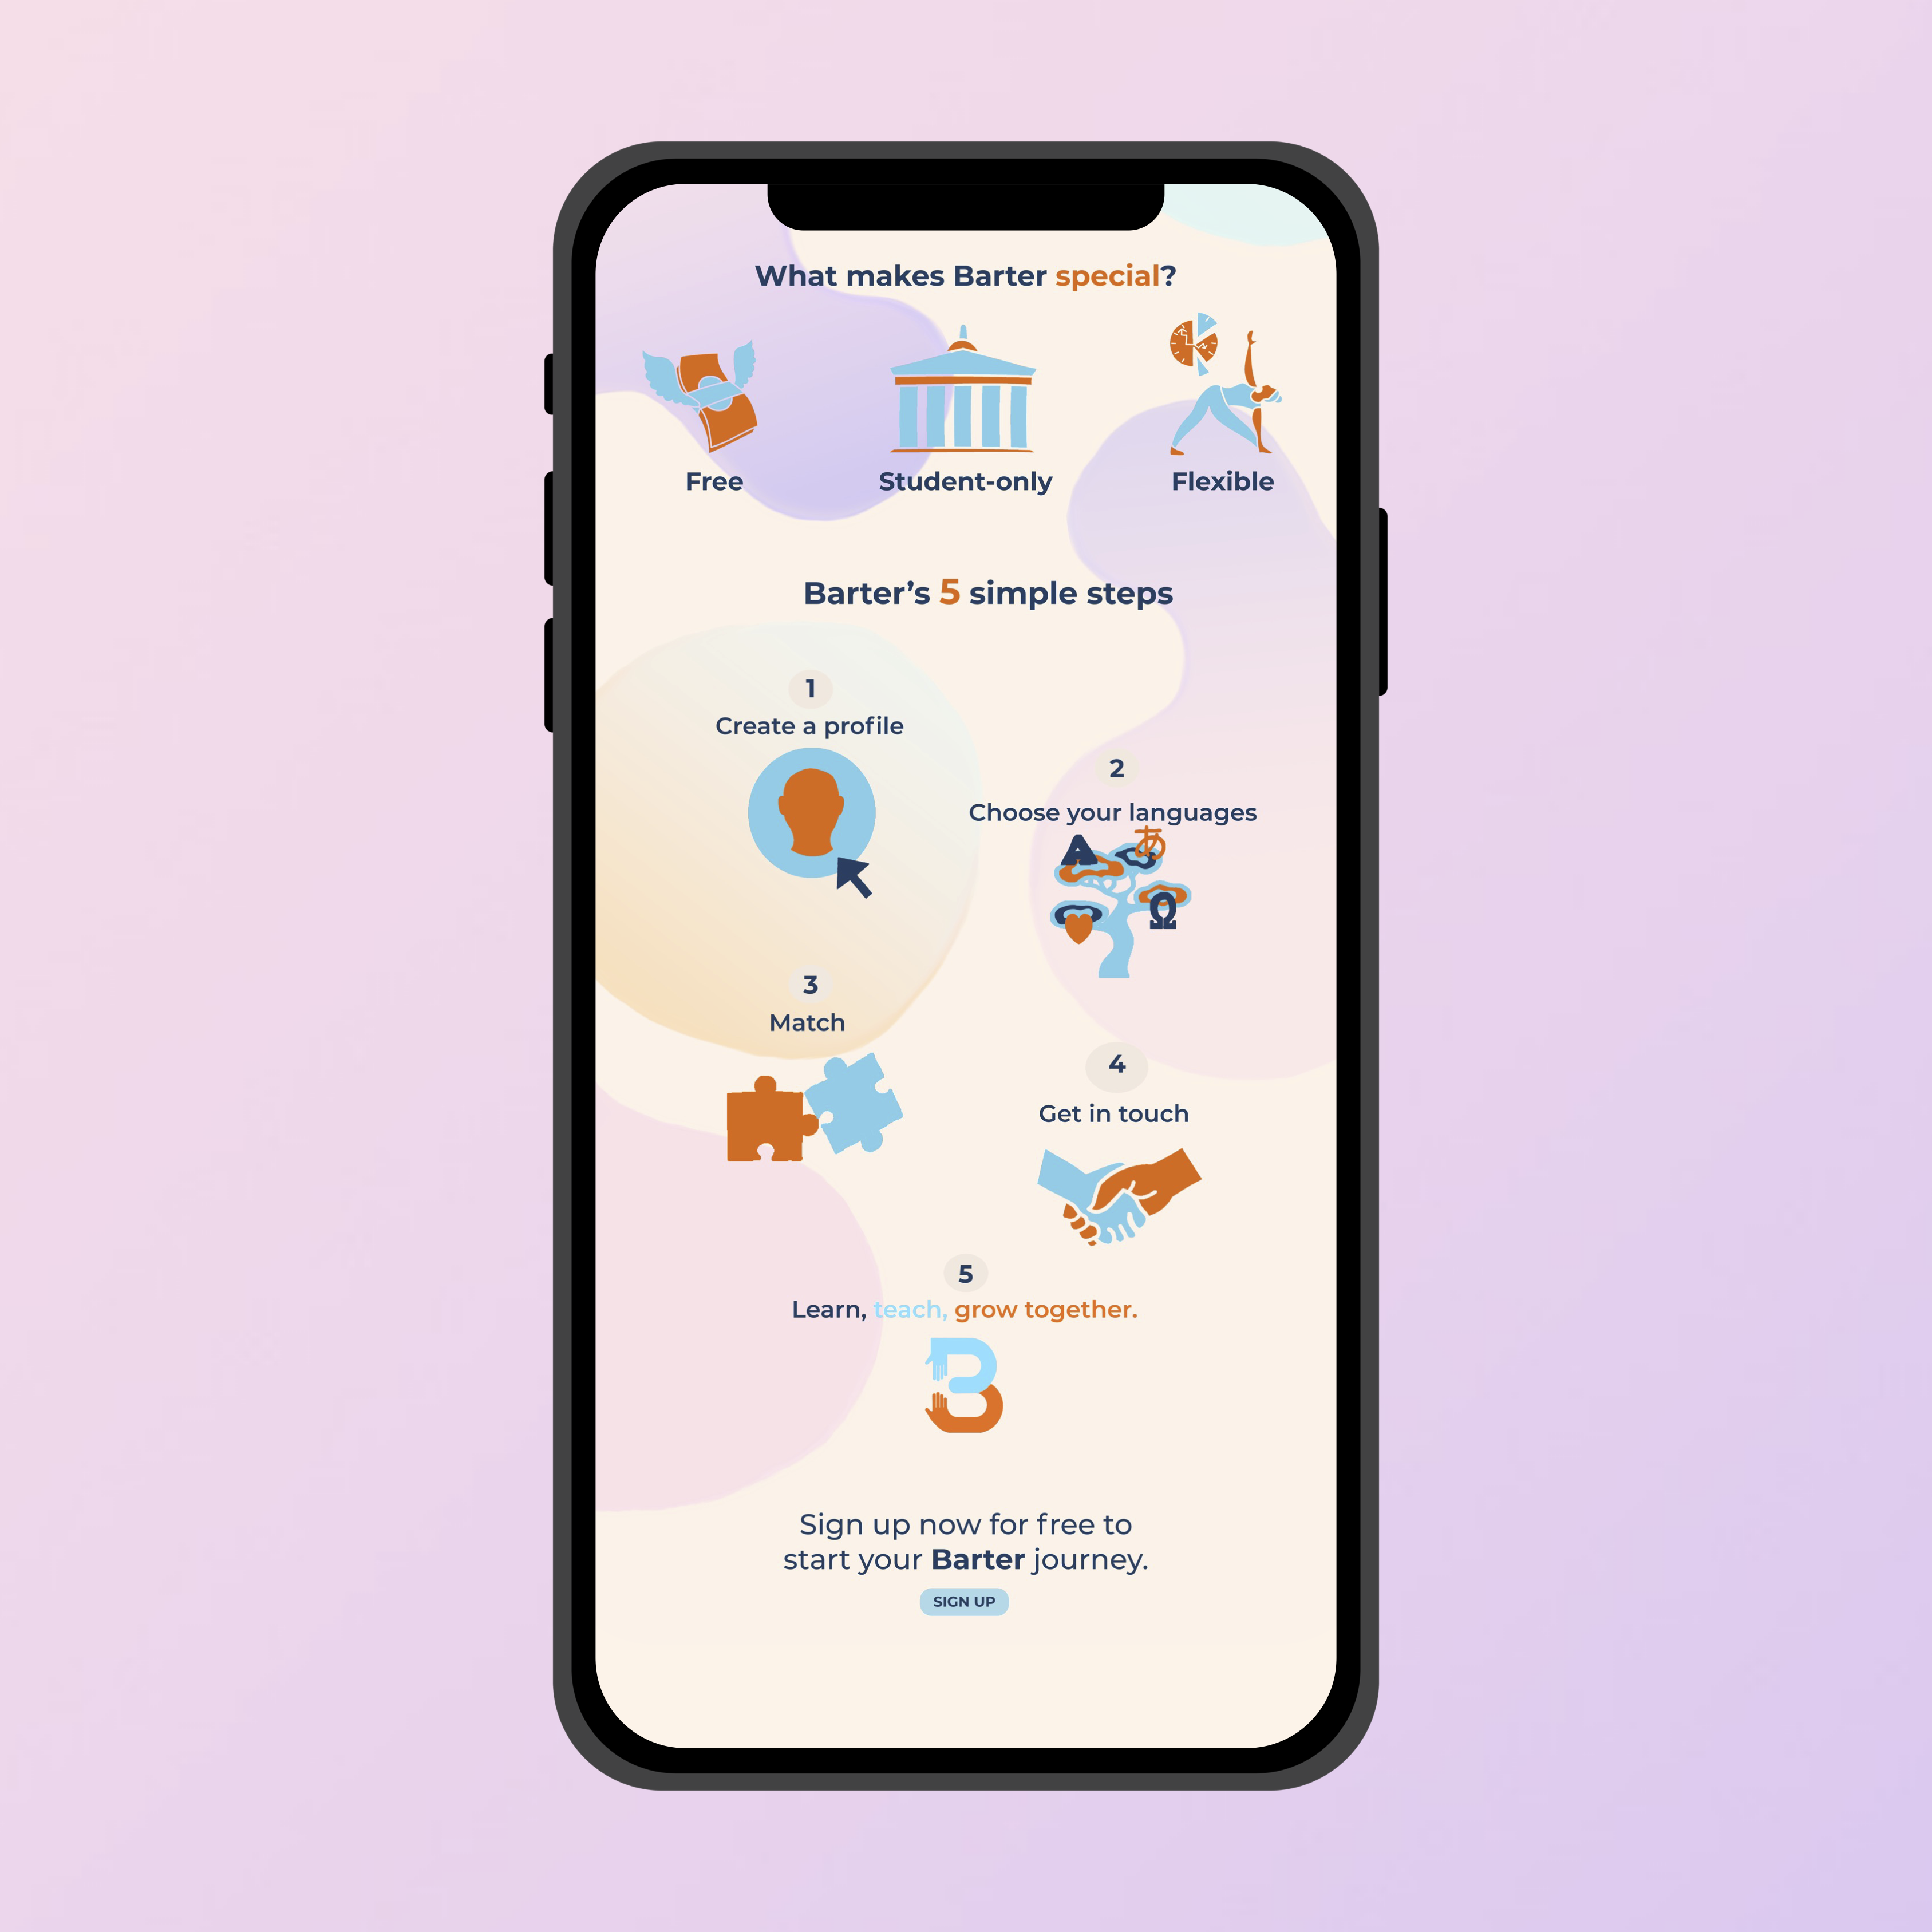 What makes Barter special?
Free
Student-only
Flexible
Barter’s 5 simple steps
1
Create a profile
2
Choose your languages
A
あ
Ω
3
Match
4
Get in touch
5
Learn, teach, grow together.
B
Sign up now for free to
start your Barter journey.
SIGN UP